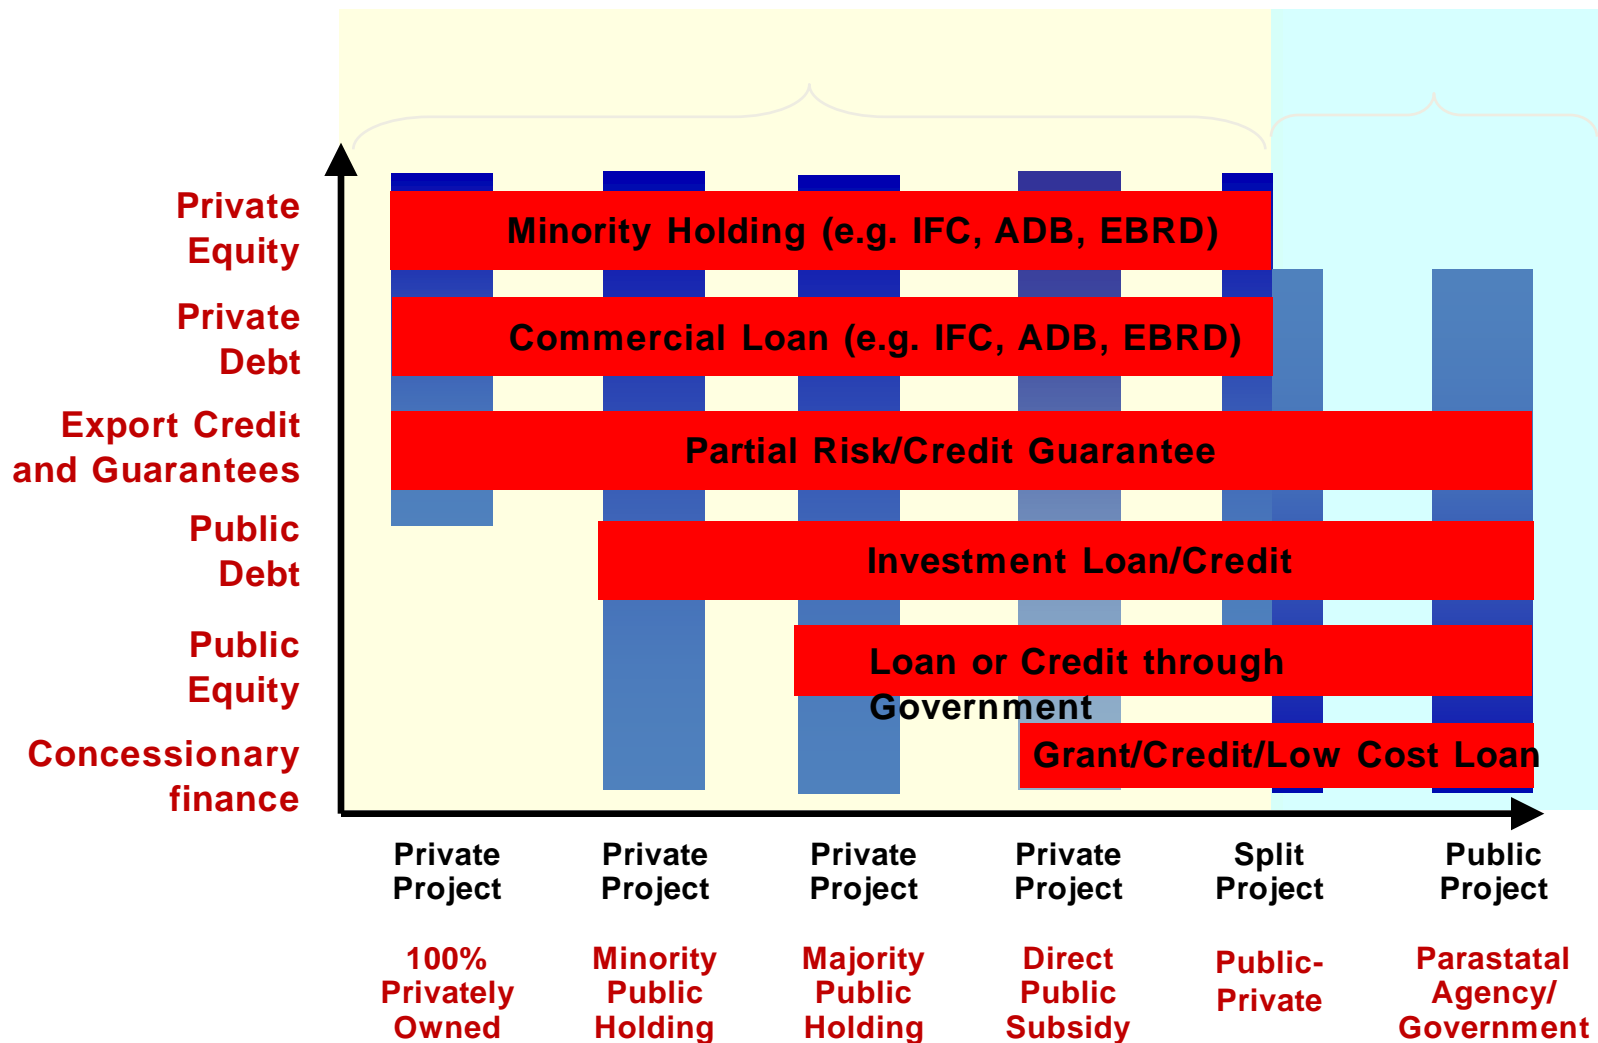 Private
Equity
Minority Holding (e.g. IFC, ADB, EBRD)
Private
Debt
Commercial Loan (e.g. IFC, ADB, EBRD)
Export Credit
and Guarantees
Partial Risk/Credit Guarantee
Public
Debt
Investment Loan/Credit
Public
Equity
Loan or Credit through
Government
Concessionary
finance
Grant/Credit/Low Cost Loan
Private
Project
100%
Privately
Owned
Private
Project
Minority
Public
Holding
Private
Project
Majority
Public
Holding
Private
Project
Direct
Public
Subsidy
Split
Project
Public-
Private
Public
Project
Parastatal
Agency/
Government